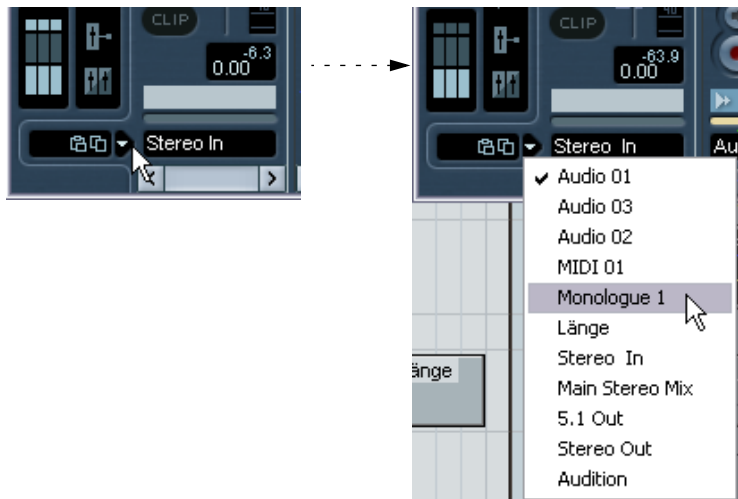 CLIP
-6.3
0.00
Stereo In
CLIP
-63.9
0.00
Stereo In
Au
Audio 01
Audio 03
Audio 02
MIDI 01
Monologue 1
Länge
Stereo In
Main Stereo Mix
5.1 Out
Stereo Out
Audition
änge